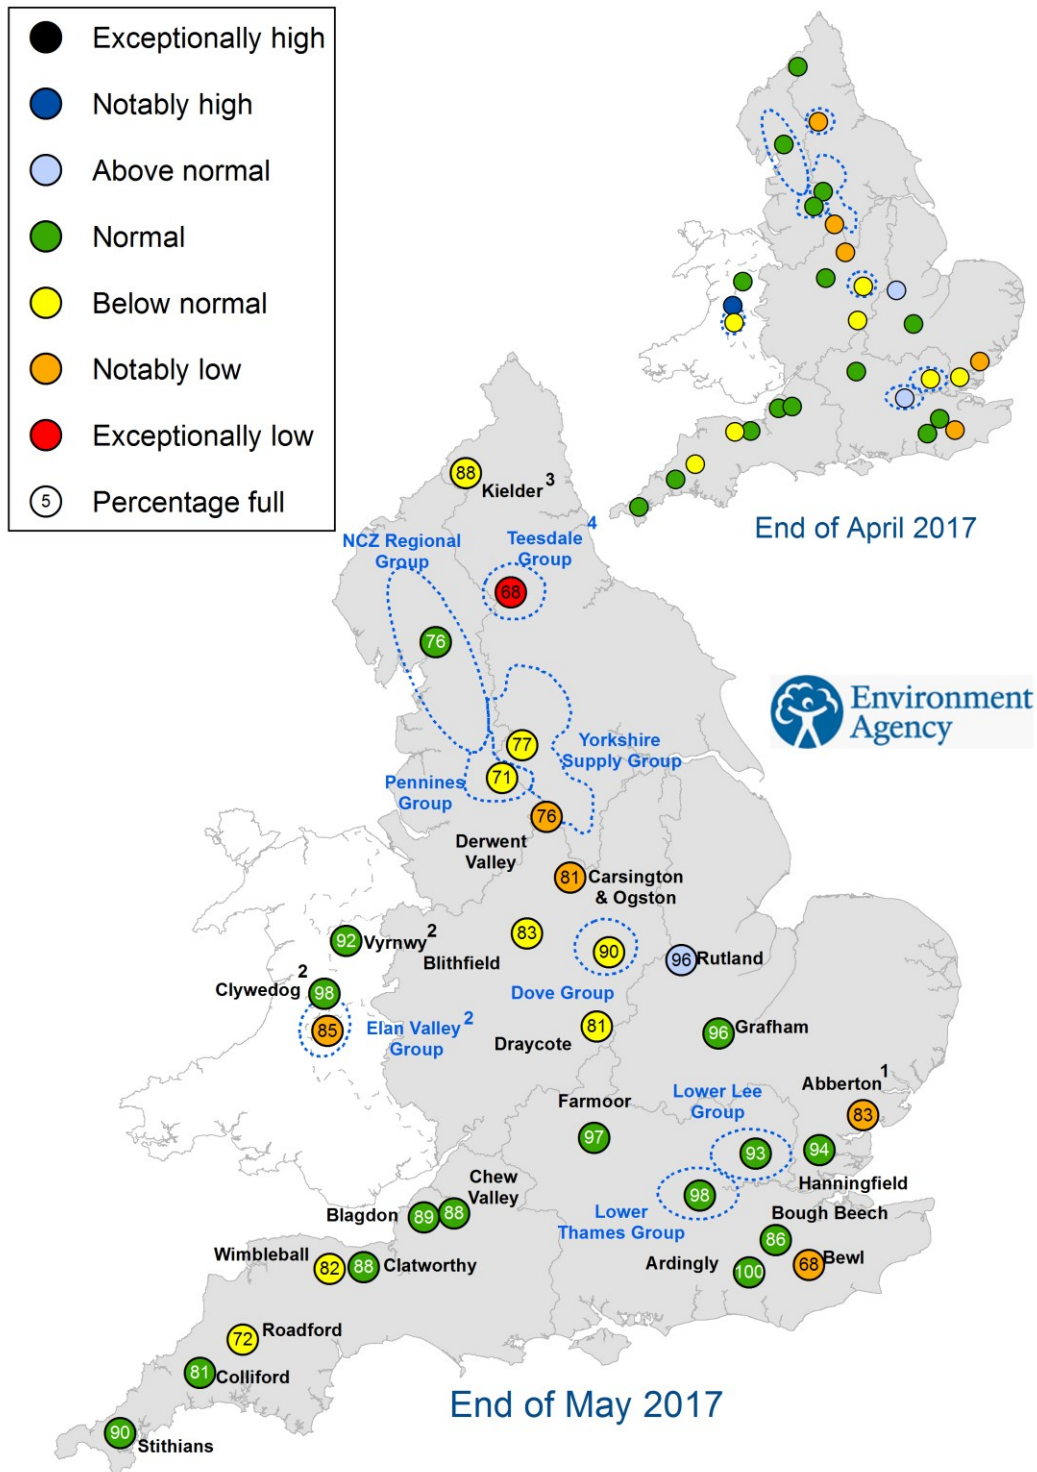 Exceptionally high
Notably high
Above normal
Normal
Below normal
Notably low
Exceptionally low
5 Percentage full
End of April 2017
88
Kielder 3
NCZ Regional
Group
Teesdale 4
Group
68
76
Environment
Agency
77
Yorkshire
Supply Group
71
Pennines
Group
76
Derwent
Valley
81 Carsington
& Ogston
83
Blithfield
92 Vyrnwy 2
90
Dove Group
96 Rutland
Clywedog 2
98
85 Elan Valley 2
Group
81
Draycote
96 Grafham
Abberton 1
83
Lower Lee
Group
93
Farmoor
97
94
Hanningfield
Chew
Valley
88
Blagdon 89
98
Lower
Thames Group
Bough Beech
86
Ardingly
100
68 Bewl
Wimbleball
82
88 Clatworthy
72 Roadford
81 Colliford
90
Stithians
End of May 2017